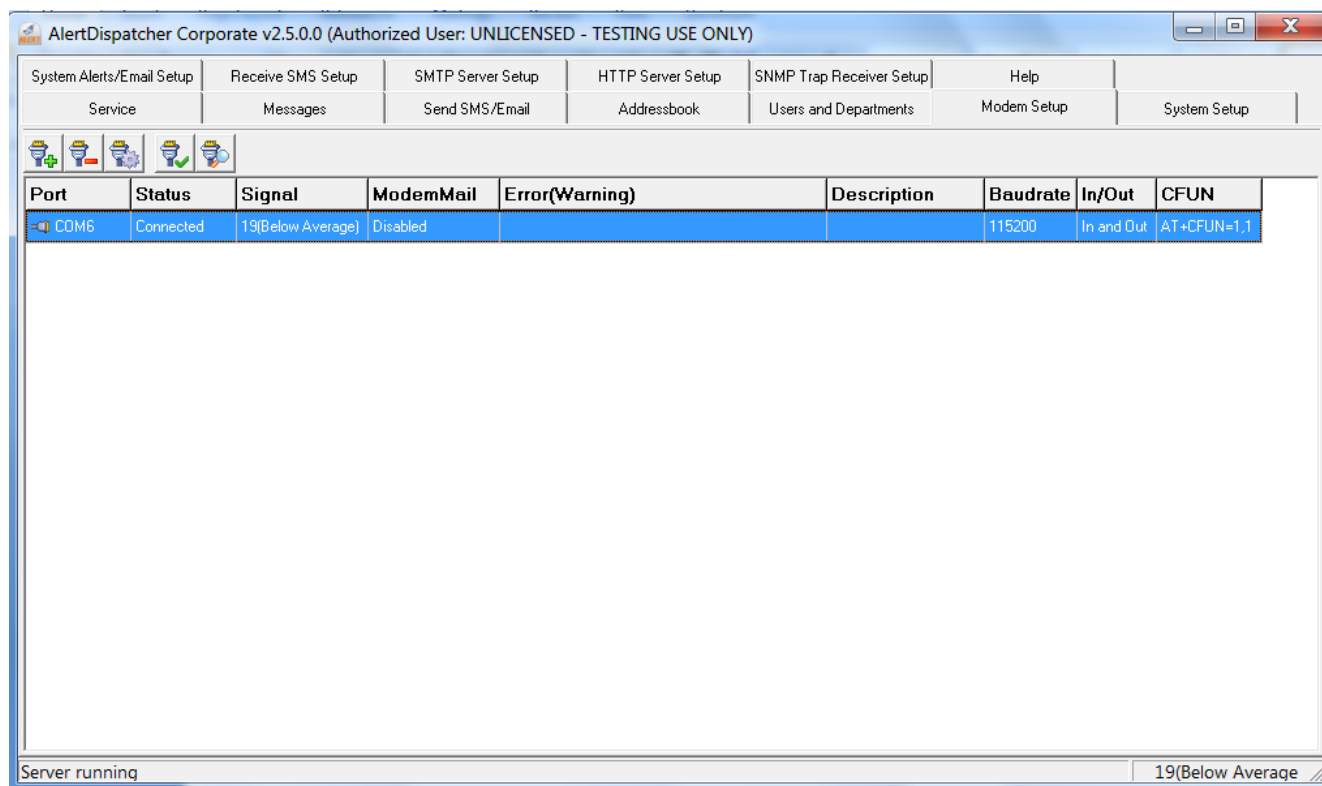 AlertDispatcher Corporate v2.5.0.0 (Authorized User: UNLICENSED - TESTING USE ONLY)
System Alerts/Email Setup Receive SMS Setup SMTP Server Setup HTTP Server Setup SNMP Trap Receiver Setup Help
Service Messages Send SMS/Email Addressbook Users and Departments Modem Setup System Setup
Port Status Signal ModemMail Error(Warning) Description Baudrate In/Out CFUN
COM6 Connected 19(Below Average) Disabled 115200 In and Out AT+CFUN=1,1
Server running 19(Below Average